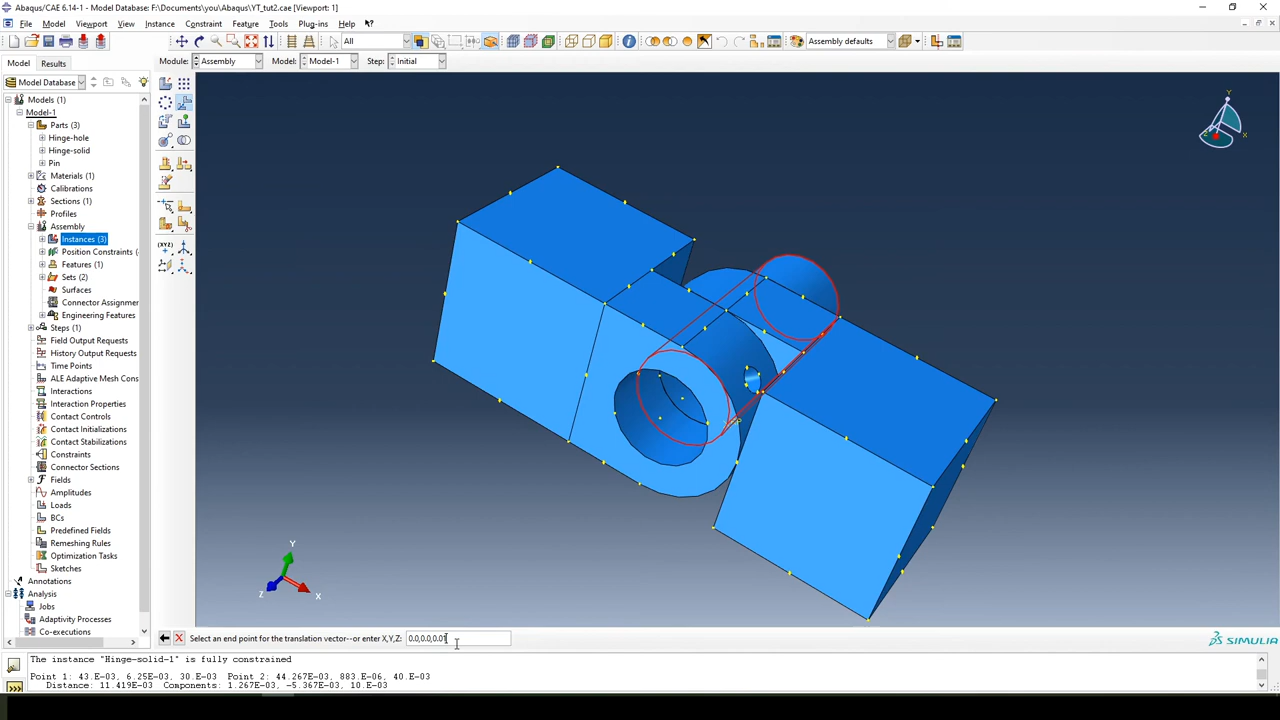 Abaqus/CAE 6.14-1 - Model Database: F:\Documents\you\Abaqus\YT_tut2.cae [Viewport: 1]
File Model Viewport View Instance Constraint Feature Tools Plug-ins Help
All Assembly defaults
Model Results Module: Assembly Model: Model-1 Step: Initial
Model Database
Models (1)
Model-1
Parts (3)
Hinge-hole
Hinge-solid
Pin
Materials (1)
Calibrations
Sections (1)
Profiles
Assembly
Instances (3)
Position Constraints (
Features (1)
Sets (2)
Surfaces
Connector Assignmen
Engineering Features
Steps (1)
Field Output Requests
History Output Requests
Time Points
ALE Adaptive Mesh Cons
Interactions
Interaction Properties
Contact Controls
Contact Initializations
Contact Stabilizations
Constraints
Connector Sections
Fields
Amplitudes
Loads
BCs
Predefined Fields
Remeshing Rules
Optimization Tasks
Sketches
Annotations
Analysis
Jobs
Adaptivity Processes
Co-executions
Y
X
Z
Y
X
Z
Select an end point for the translation vector--or enter X,Y,Z: 0.0,0.0,0.01
SIMULIA
The instance "Hinge-solid-1" is fully constrained
Point 1: 43.E-03, 6.25E-03, 30.E-03 Point 2: 44.267E-03, 883.E-06, 40.E-03
Distance: 11.419E-03 Components: 1.267E-03, -5.367E-03, 10.E-03